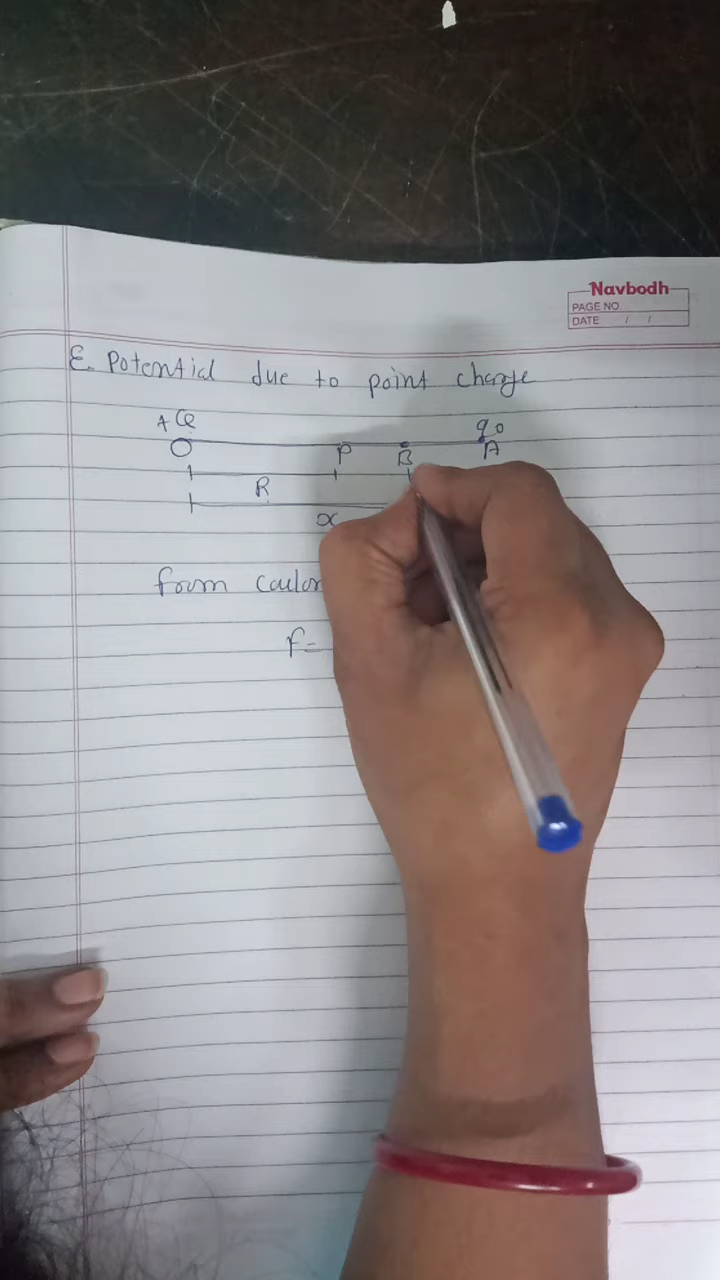 Navbodh
PAGE NO
DATE / /
E. Potential due to point charge
+Q q0
O P B A
R
x
from
F=